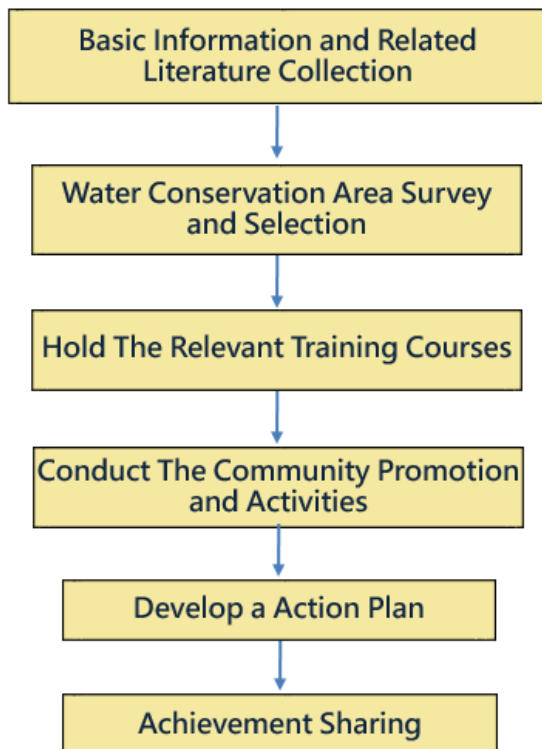 Basic Information and Related
Literature Collection
Water Conservation Area Survey
and Selection
Hold The Relevant Training Courses
Conduct The Community Promotion
and Activities
Develop a Action Plan
Achievement Sharing